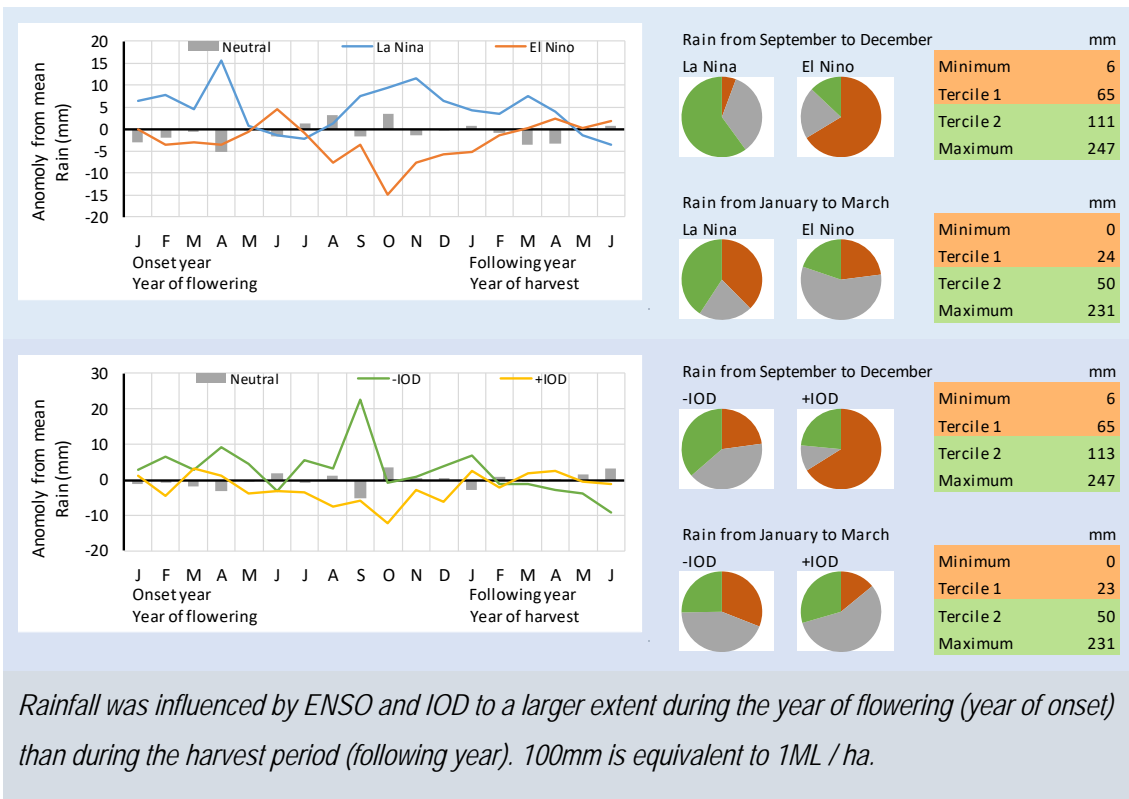 20
15
10
5
0
-5
-10
-15
-20
Anomoly from mean
Rain (mm)
Neutral La Nina El Nino
J F M A M J J A S O N D J F M A M J
Onset year Following year
Year of flowering Year of harvest
Rain from September to December mm
La Nina El Nino
Minimum 6
Tercile 1 65
Tercile 2 111
Maximum 247
Rain from January to March mm
La Nina El Nino
Minimum 0
Tercile 1 24
Tercile 2 50
Maximum 231
30
20
10
0
-10
-20
Anomoly from mean
Rain (mm)
Neutral -IOD +IOD
J F M A M J J A S O N D J F M A M J
Onset year Following year
Year of flowering Year of harvest
Rain from September to December mm
-IOD +IOD
Minimum 6
Tercile 1 65
Tercile 2 113
Maximum 247
Rain from January to March mm
-IOD +IOD
Minimum 0
Tercile 1 23
Tercile 2 50
Maximum 231
Rainfall was influenced by ENSO and IOD to a larger extent during the year of flowering (year of onset)
than during the harvest period (following year). 100mm is equivalent to 1ML / ha.